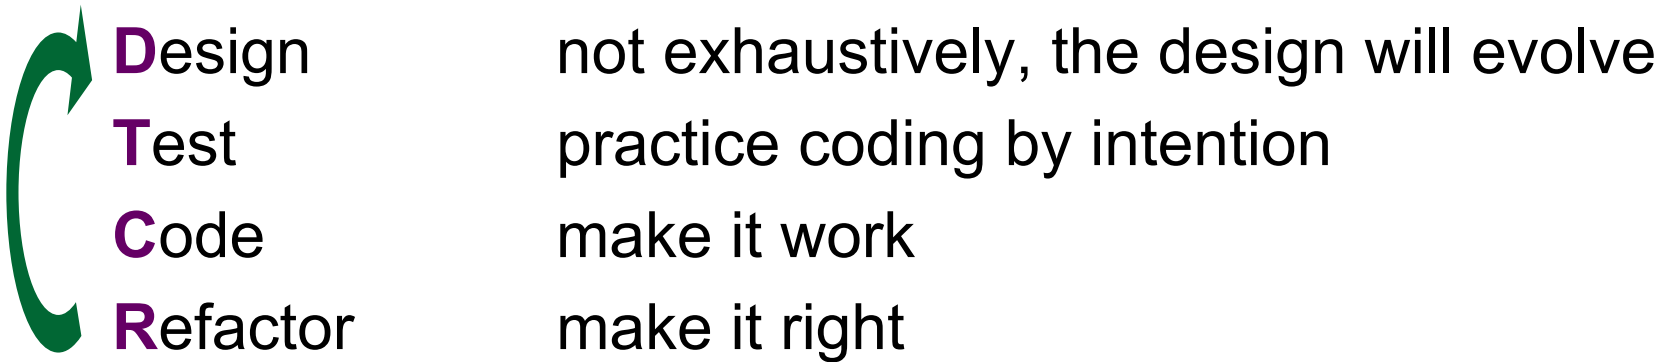 Design not exhaustively, the design will evolve
Test practice coding by intention
Code make it work
Refactor make it right